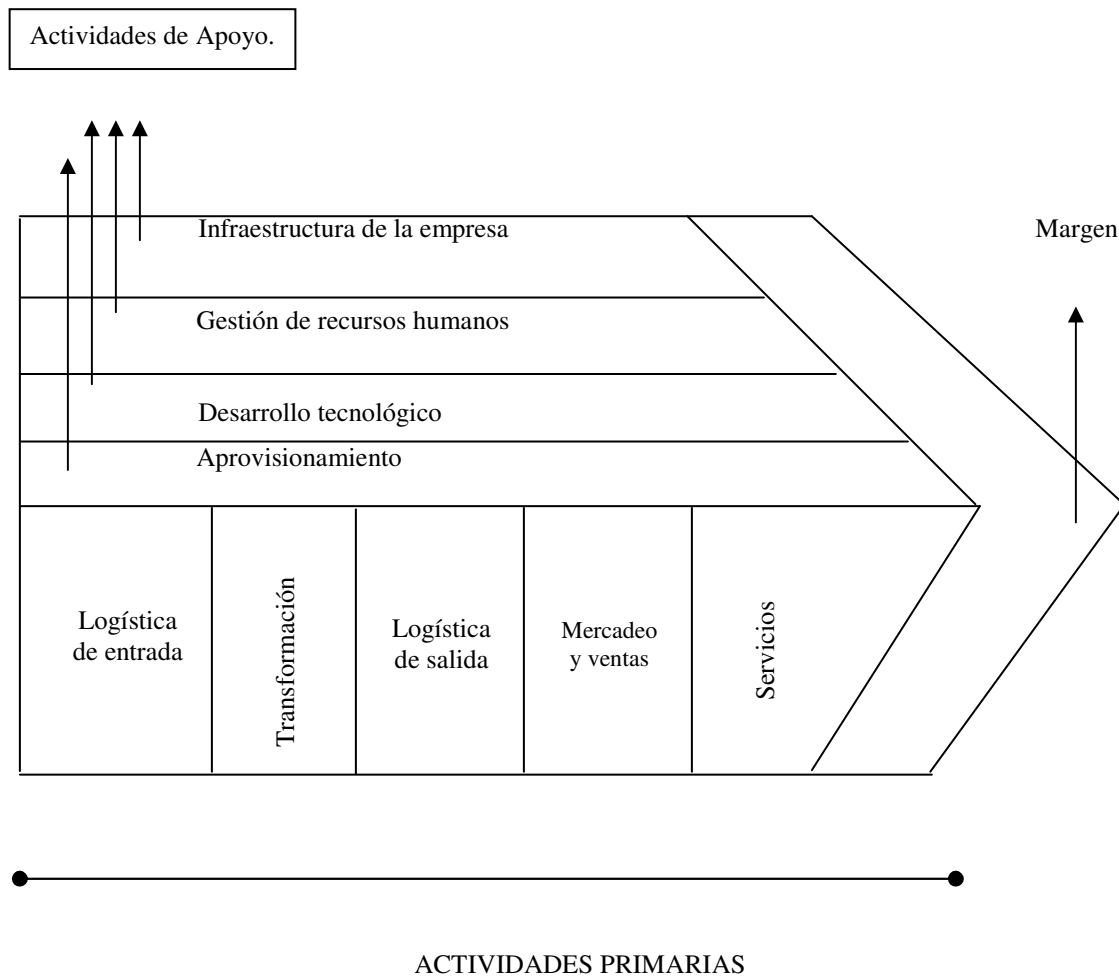 Actividades de Apoyo.
Infraestructura de la empresa
Margen
Gestión de recursos humanos
Desarrollo tecnológico
Aprovisionamiento
Logística
de entrada
Transformación
Logística
de salida
Mercadeo
y ventas
Servicios
ACTIVIDADES PRIMARIAS